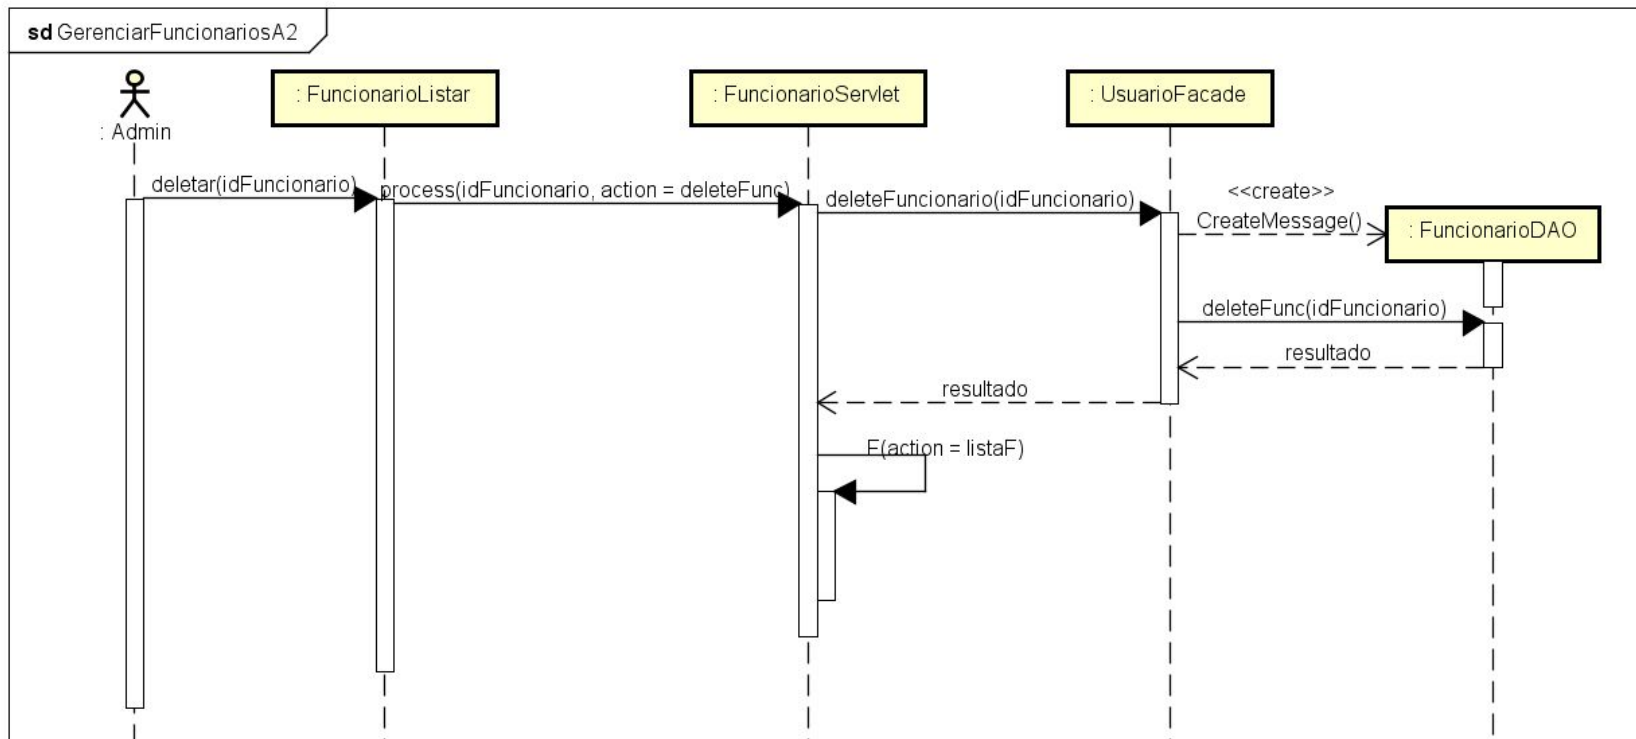 sd GerenciarFuncionariosA2
: Admin
: FuncionarioListar
: FuncionarioServlet
: UsuarioFacade
deletar(idFuncionario)
process(idFuncionario, action = deleteFunc)
deleteFuncionario(idFuncionario)
<<create>>
CreateMessage()
: FuncionarioDAO
deleteFunc(idFuncionario)
resultado
resultado
F(action = listaF)